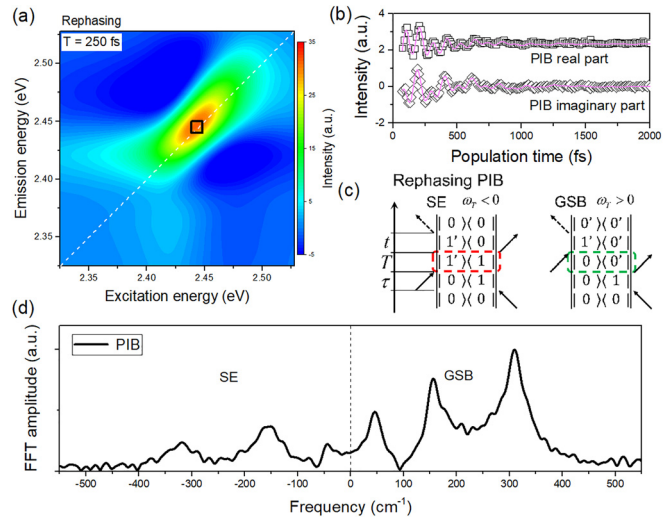 (a)
Rephasing
T = 250 fs
2.50
2.45
2.40
2.35
Emission energy (eV)
2.35 2.40 2.45 2.50
Excitation energy (eV)
35
25
15
5
-5
Intensity (a.u.)
(b)
4
2
0
-2
Intensity (a.u.)
PIB real part
PIB imaginary part
0 500 1000 1500 2000
Population time (fs)
(c)
Rephasing PIB
SE ω_T < 0 GSB ω_T > 0
t
T
τ
0 ⟩⟨ 0
1' ⟩⟨ 0
1' ⟩⟨ 1
0 ⟩⟨ 1
0 ⟩⟨ 0
0' ⟩⟨ 0'
1' ⟩⟨ 0'
0 ⟩⟨ 0'
0 ⟩⟨ 1
0 ⟩⟨ 0
(d)
PIB
SE
GSB
FFT amplitude (a.u.)
-500 -400 -300 -200 -100 0 100 200 300 400 500
Frequency (cm⁻¹)